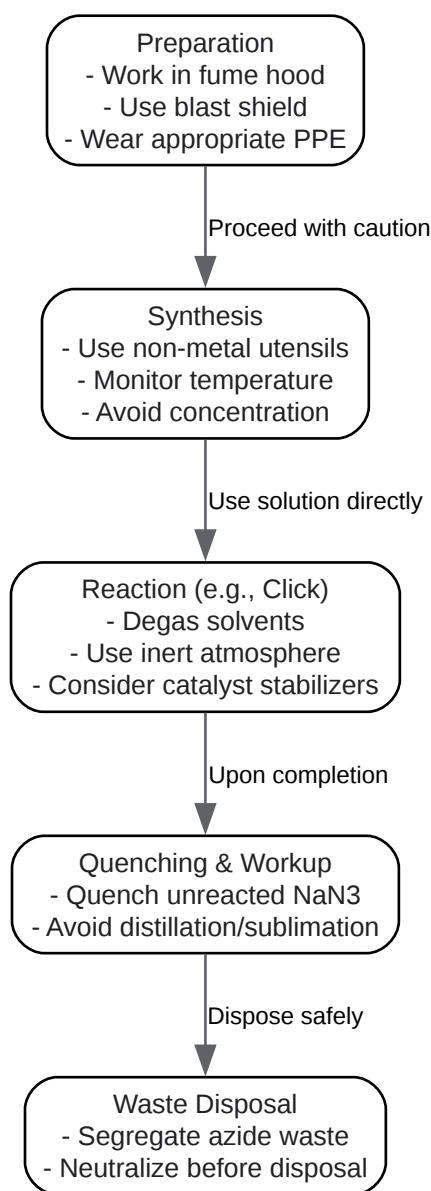 Preparation
- Work in fume hood
- Use blast shield
- Wear appropriate PPE
Proceed with caution
Synthesis
- Use non-metal utensils
- Monitor temperature
- Avoid concentration
Use solution directly
Reaction (e.g., Click)
- Degas solvents
- Use inert atmosphere
- Consider catalyst stabilizers
Upon completion
Quenching & Workup
- Quench unreacted NaN3
- Avoid distillation/sublimation
Dispose safely
Waste Disposal
- Segregate azide waste
- Neutralize before disposal